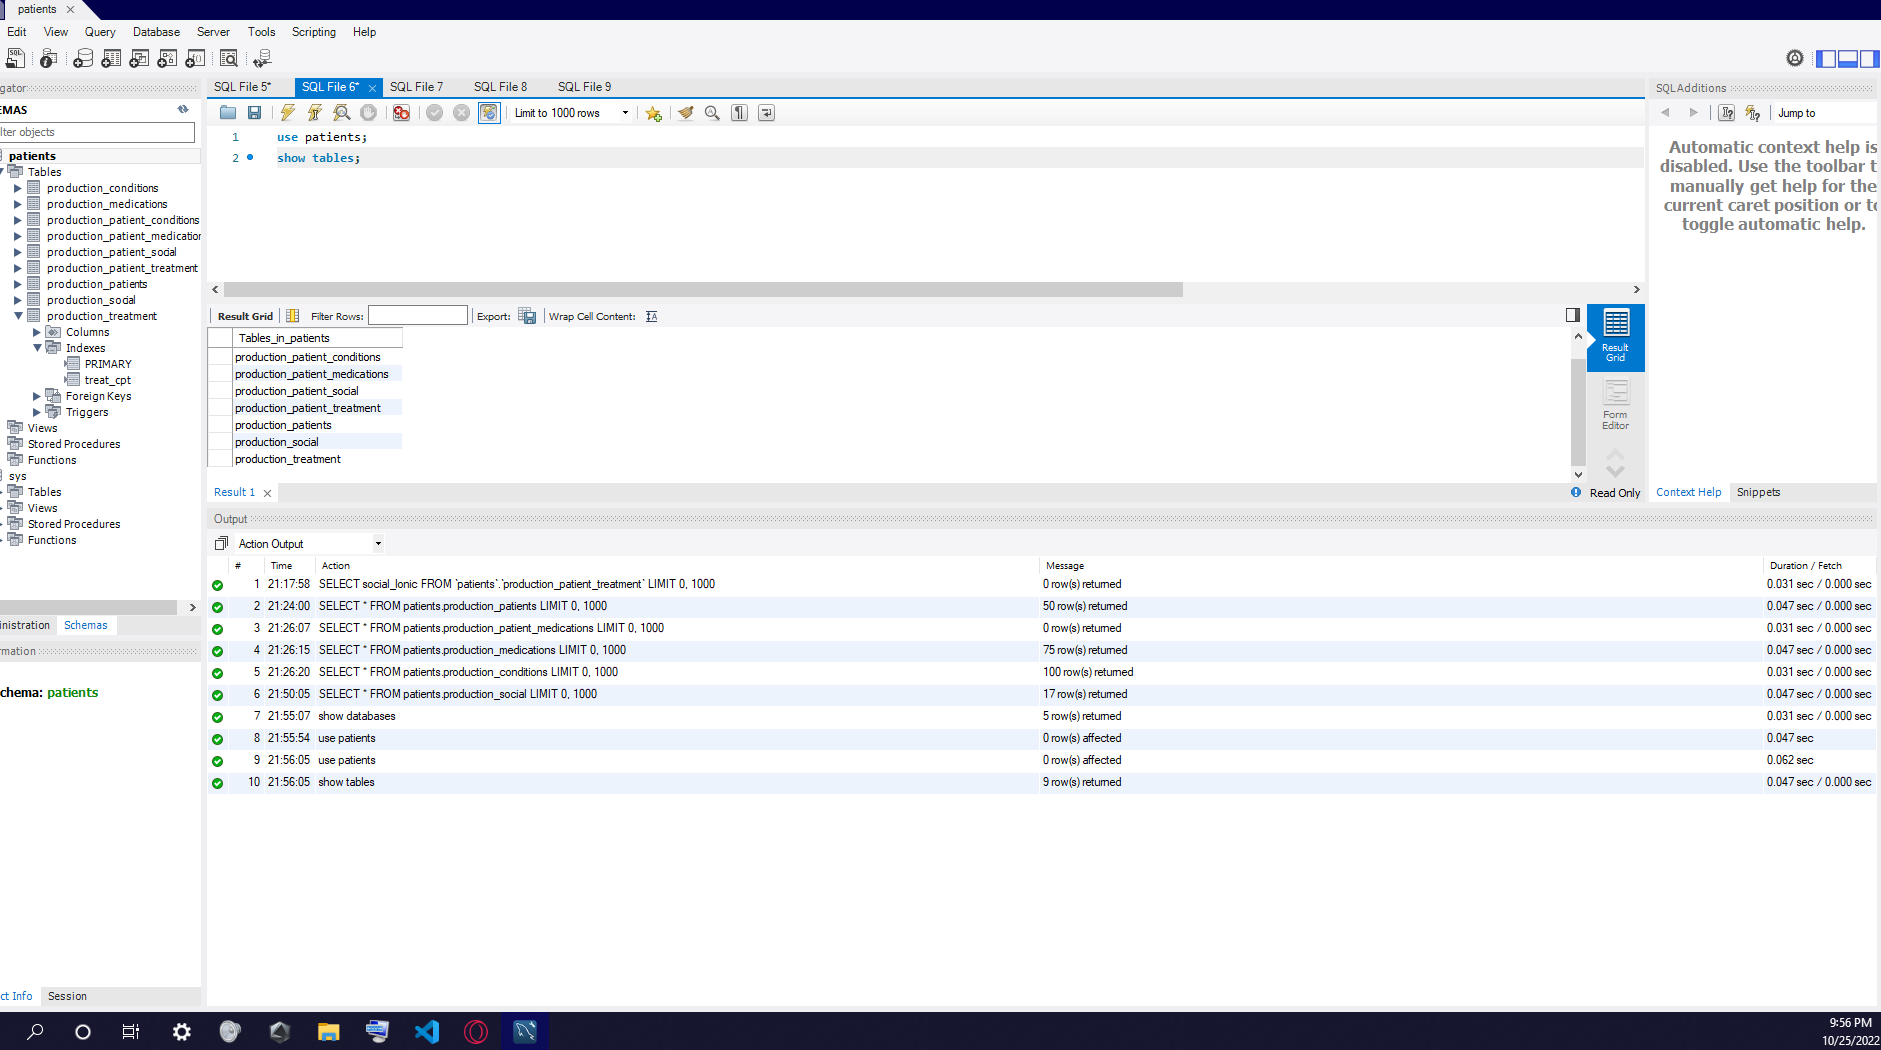 patients
Edit View Query Database Server Tools Scripting Help
gator
EMAS
lter objects
patients
Tables
production_conditions
production_medications
production_patient_conditions
production_patient_medication
production_patient_social
production_patient_treatment
production_patients
production_social
production_treatment
Columns
Indexes
PRIMARY
treat_cpt
Foreign Keys
Triggers
Views
Stored Procedures
Functions
sys
Tables
Views
Stored Procedures
Functions
inistration Schemas
rmation
chema: patients
ct Info Session
SQL File 5* SQL File 6* SQL File 7 SQL File 8 SQL File 9
Limit to 1000 rows
1 use patients;
2 show tables;
Result Grid Filter Rows: Export: Wrap Cell Content:
Tables_in_patients
production_patient_conditions
production_patient_medications
production_patient_social
production_patient_treatment
production_patients
production_social
production_treatment
Result
Grid
Form
Editor
Result 1 Read Only
SQLAdditions
Jump to
Automatic context help is
disabled. Use the toolbar t
manually get help for the
current caret position or to
toggle automatic help.
Context Help Snippets
Output
Action Output
# Time Action Message Duration / Fetch
1 21:17:58 SELECT social_lonic FROM `patients`.`production_patient_treatment` LIMIT 0, 1000 0 row(s) returned 0.031 sec / 0.000 sec
2 21:24:00 SELECT * FROM patients.production_patients LIMIT 0, 1000 50 row(s) returned 0.047 sec / 0.000 sec
3 21:26:07 SELECT * FROM patients.production_patient_medications LIMIT 0, 1000 0 row(s) returned 0.031 sec / 0.000 sec
4 21:26:15 SELECT * FROM patients.production_medications LIMIT 0, 1000 75 row(s) returned 0.047 sec / 0.000 sec
5 21:26:20 SELECT * FROM patients.production_conditions LIMIT 0, 1000 100 row(s) returned 0.031 sec / 0.000 sec
6 21:50:05 SELECT * FROM patients.production_social LIMIT 0, 1000 17 row(s) returned 0.047 sec / 0.000 sec
7 21:55:07 show databases 5 row(s) returned 0.031 sec / 0.000 sec
8 21:55:54 use patients 0 row(s) affected 0.047 sec
9 21:56:05 use patients 0 row(s) affected 0.062 sec
10 21:56:05 show tables 9 row(s) returned 0.047 sec / 0.000 sec
9:56 PM
10/25/2022